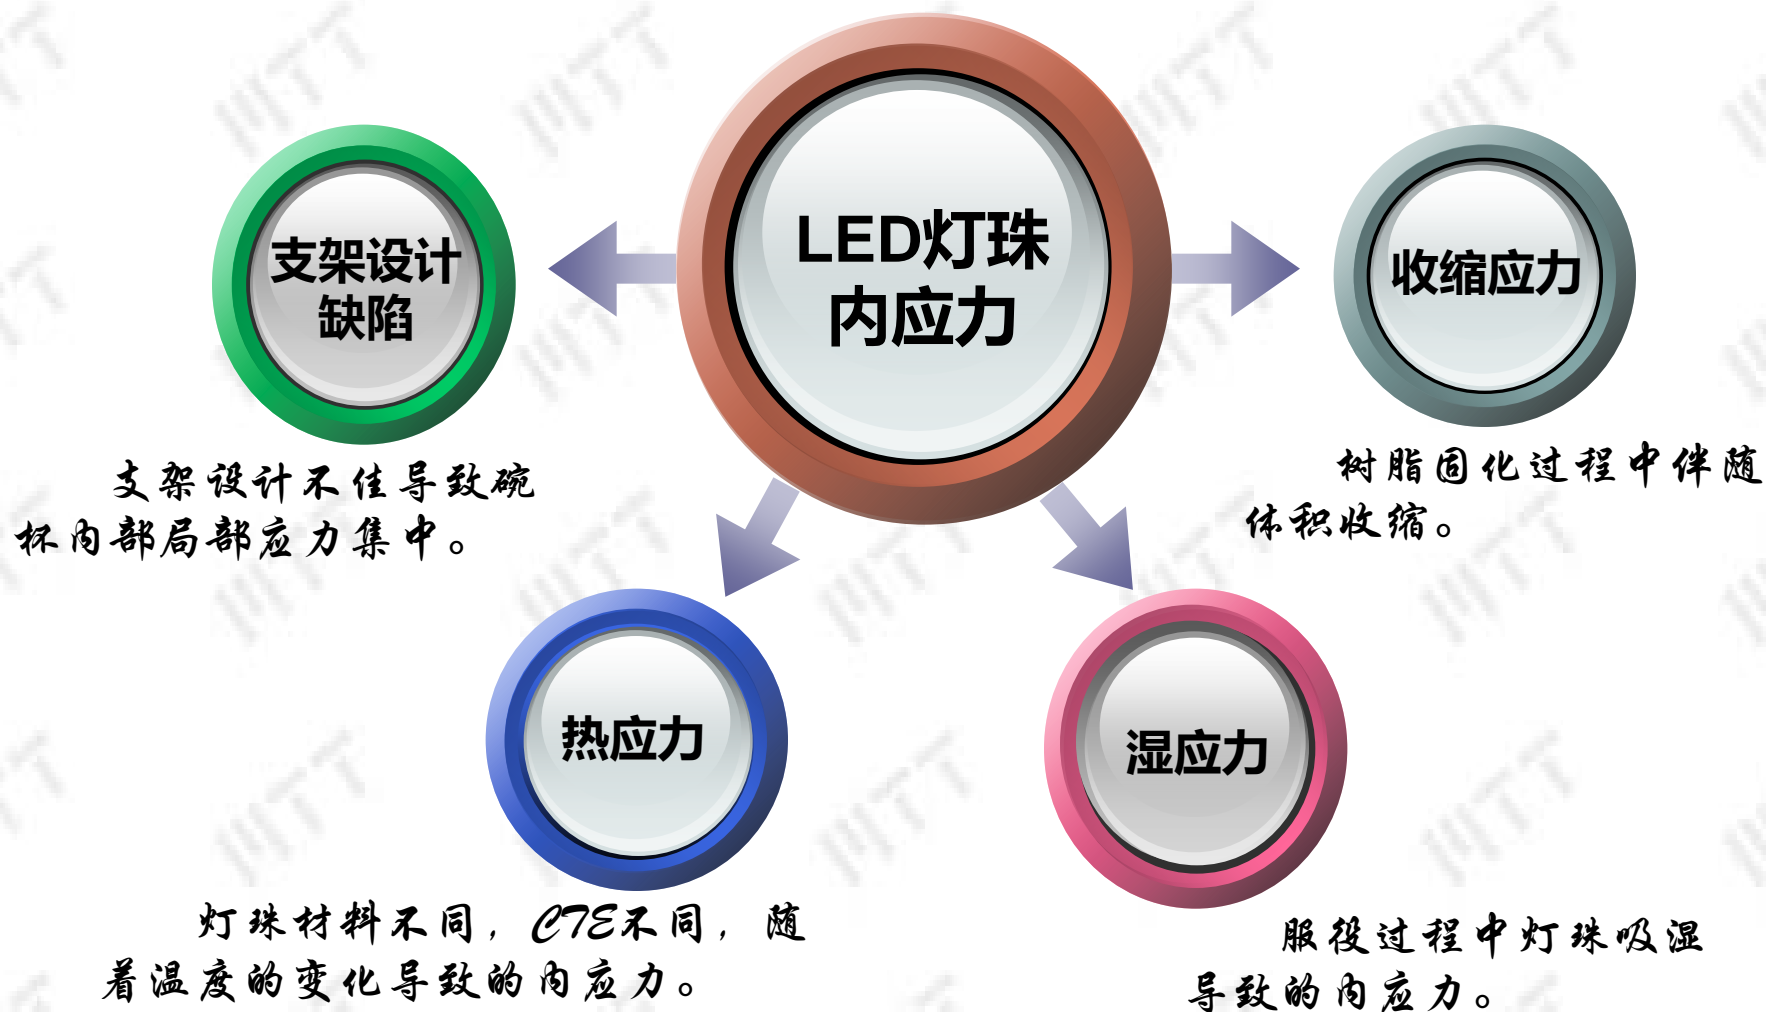 LED灯珠
内应力
支架设计
缺陷
支架设计不佳导致碗
杯内部局部应力集中。
收缩应力
树脂固化过程中伴随
体积收缩。
热应力
灯珠材料不同，CTE不同，随
着温度的变化导致的内应力。
湿应力
服役过程中灯珠吸湿
导致的内应力。